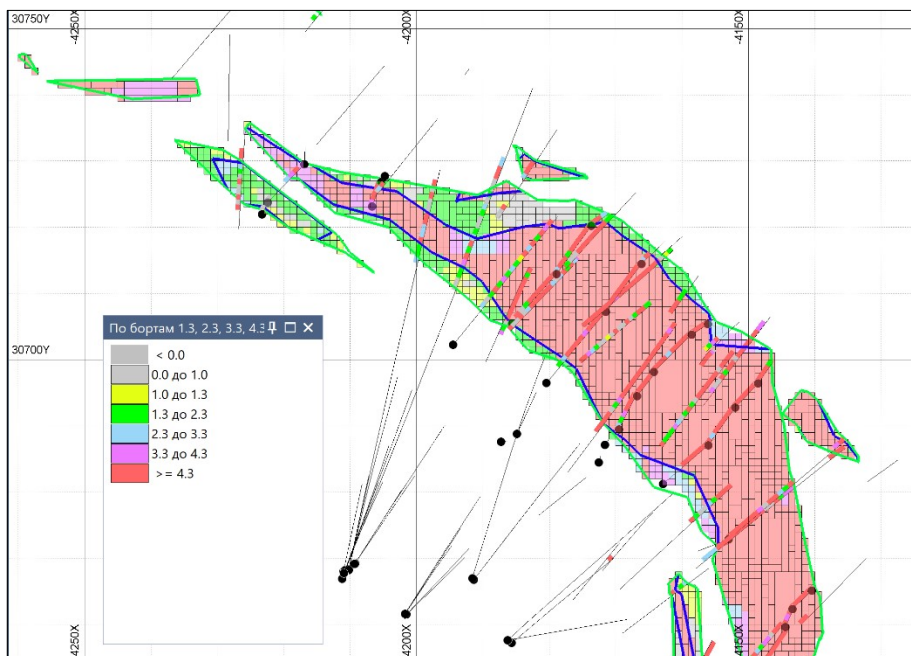 30750Y
-4250X
-4200X
-4150X
По бортам 1.3, 2.3, 3.3, 4.3
< 0.0
0.0 до 1.0
1.0 до 1.3
1.3 до 2.3
2.3 до 3.3
3.3 до 4.3
>= 4.3
30700Y
-4250X
-4200X
-4150X